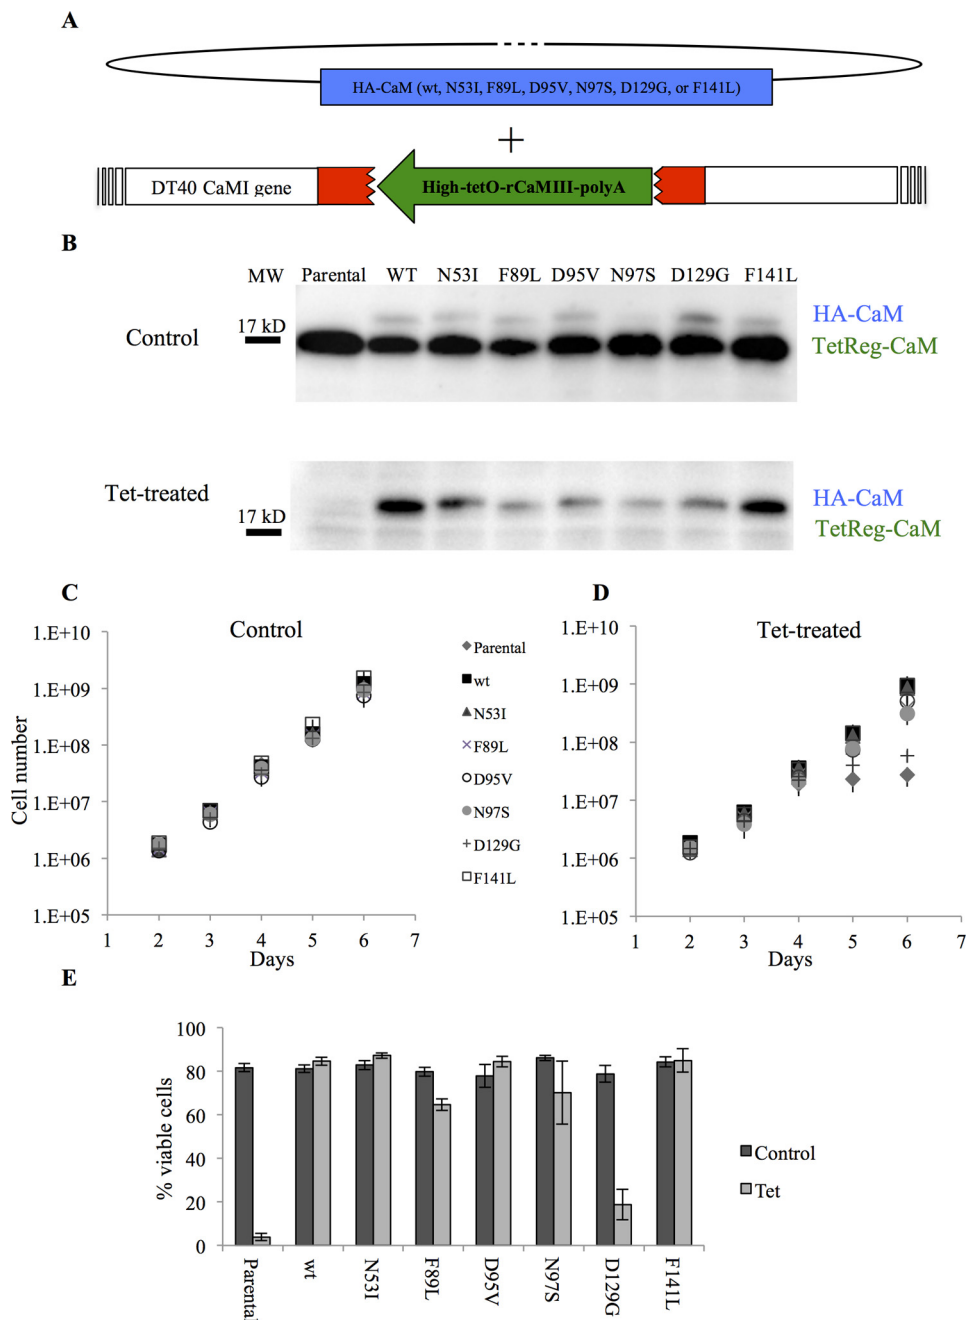 A
HA-CaM (wt, N53I, F89L, D95V, N97S, D129G, or F141L)
+
DT40 CaMI gene
High-tetO-rCaMIII-polyA
B
MW Parental WT N53I F89L D95V N97S D129G F141L
Control
17 kD
HA-CaM
TetReg-CaM
Tet-treated
17 kD
HA-CaM
TetReg-CaM
C
Control
Cell number
1.E+10
1.E+09
1.E+08
1.E+07
1.E+06
1.E+05
1 2 3 4 5 6 7
Days
Parental
wt
N53I
F89L
D95V
N97S
D129G
F141L
D
Tet-treated
1.E+10
1.E+09
1.E+08
1.E+07
1.E+06
1.E+05
1 2 3 4 5 6 7
Days
E
% viable cells
100
80
60
40
20
0
Parental wt N53I F89L D95V N97S D129G F141L
Control
Tet